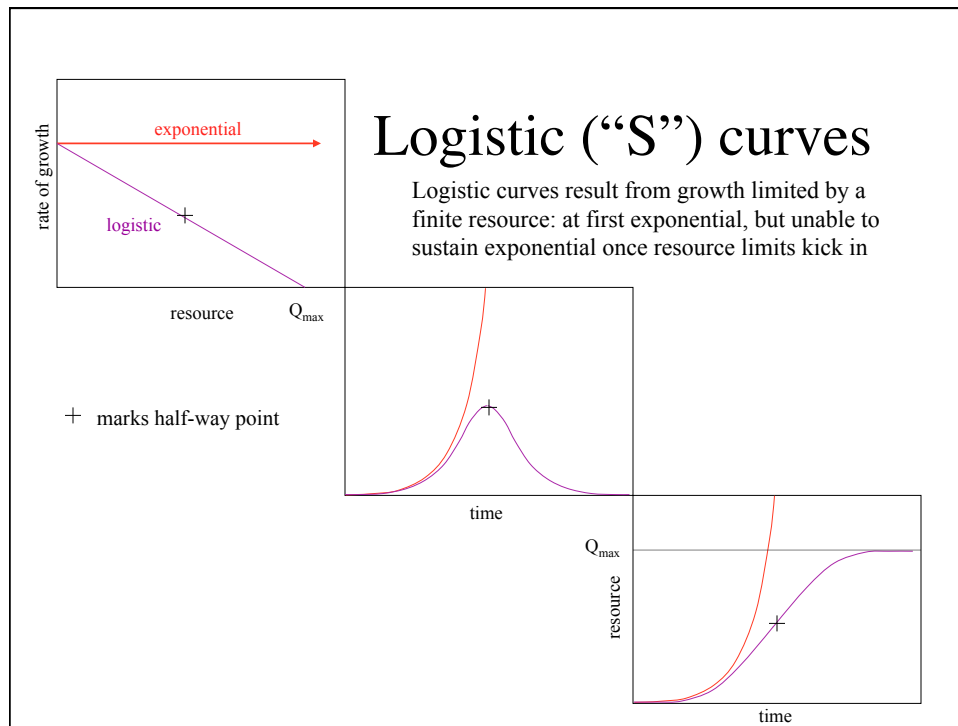 Logistic (“S”) curves
Logistic curves result from growth limited by a
finite resource: at first exponential, but unable to
sustain exponential once resource limits kick in
rate of growth
exponential
logistic
resource
Qmax
marks half-way point
time
Qmax
resource
time